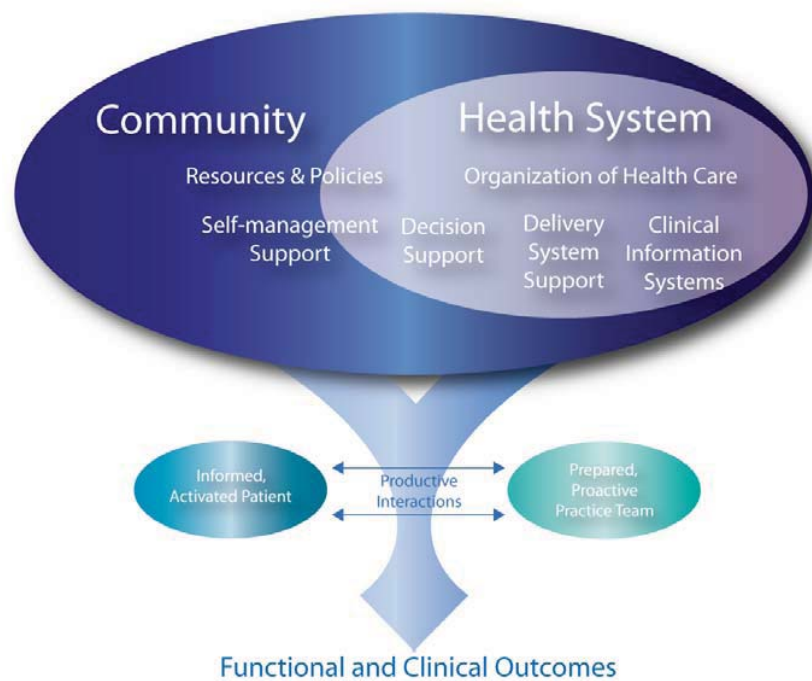 Community
Health System
Resources & Policies
Organization of Health Care
Self-management
Support
Decision
Support
Delivery
System
Support
Clinical
Information
Systems
Informed,
Activated Patient
Productive
Interactions
Prepared,
Proactive
Practice Team
Functional and Clinical Outcomes